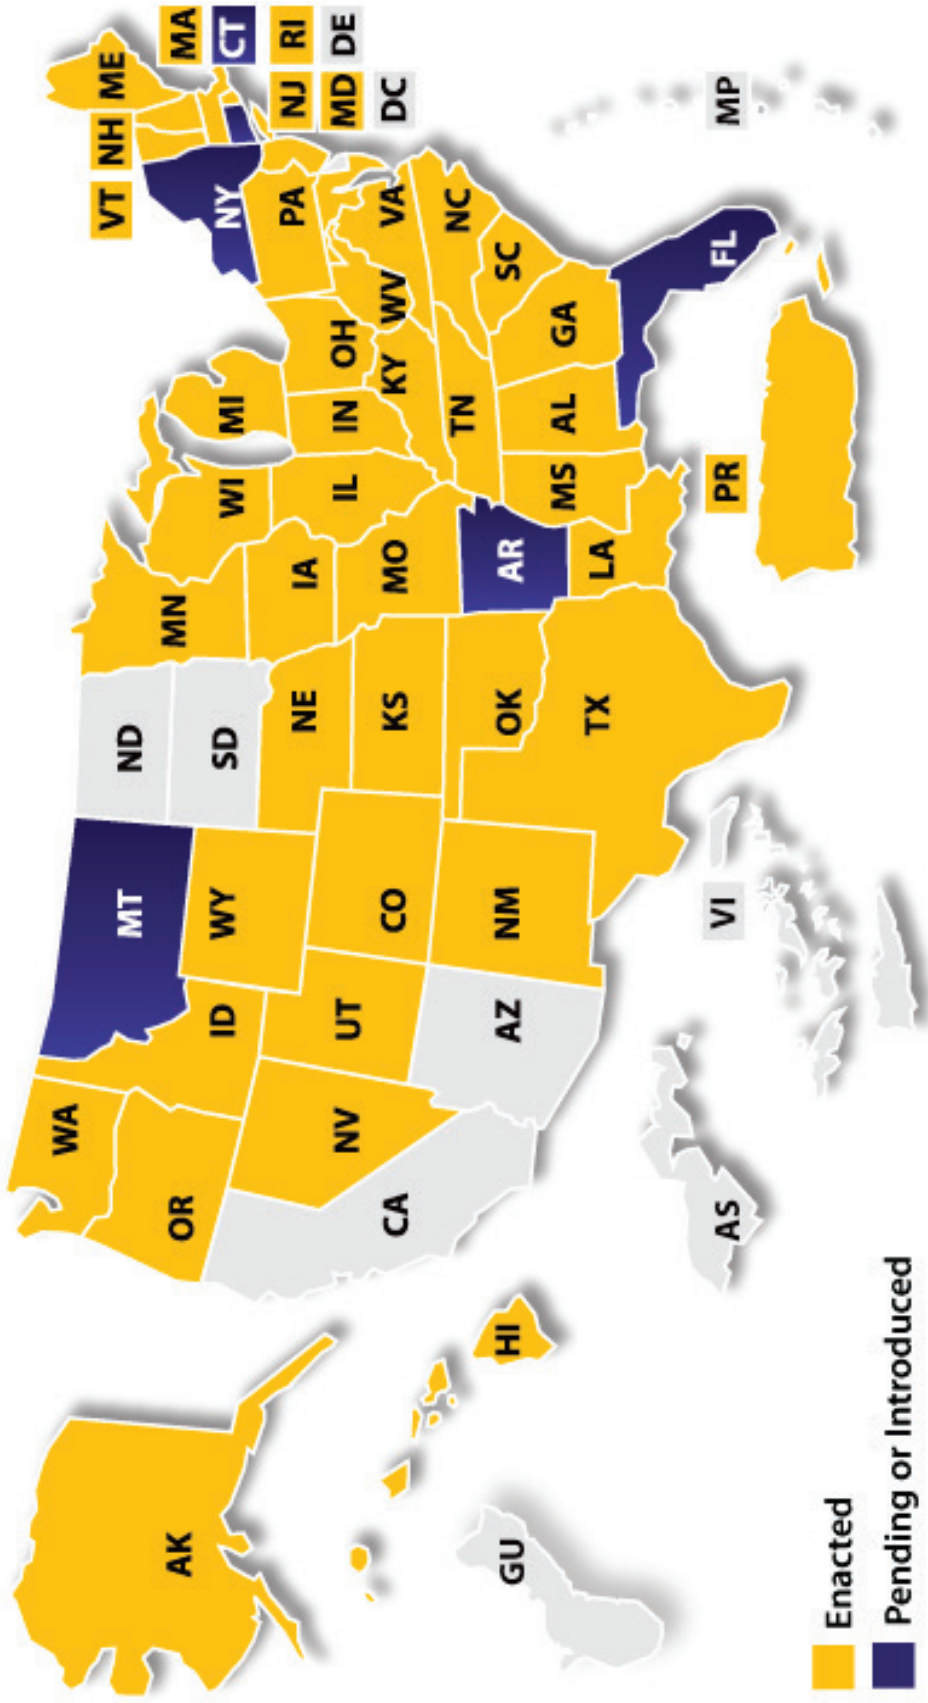 WA
MT
ND
MN
VT
NH
ME
MA
CT
RI
DE
NJ
MD
DC
AK
OR
ID
WY
SD
WI
MI
NY
NV
UT
CO
NE
IA
IL
IN
OH
PA
CA
KS
MO
KY
WV
VA
HI
AZ
NM
OK
AR
TN
NC
SC
GU
TX
LA
MS
AL
GA
AS
VI
PR
FL
MP
Enacted
Pending or Introduced